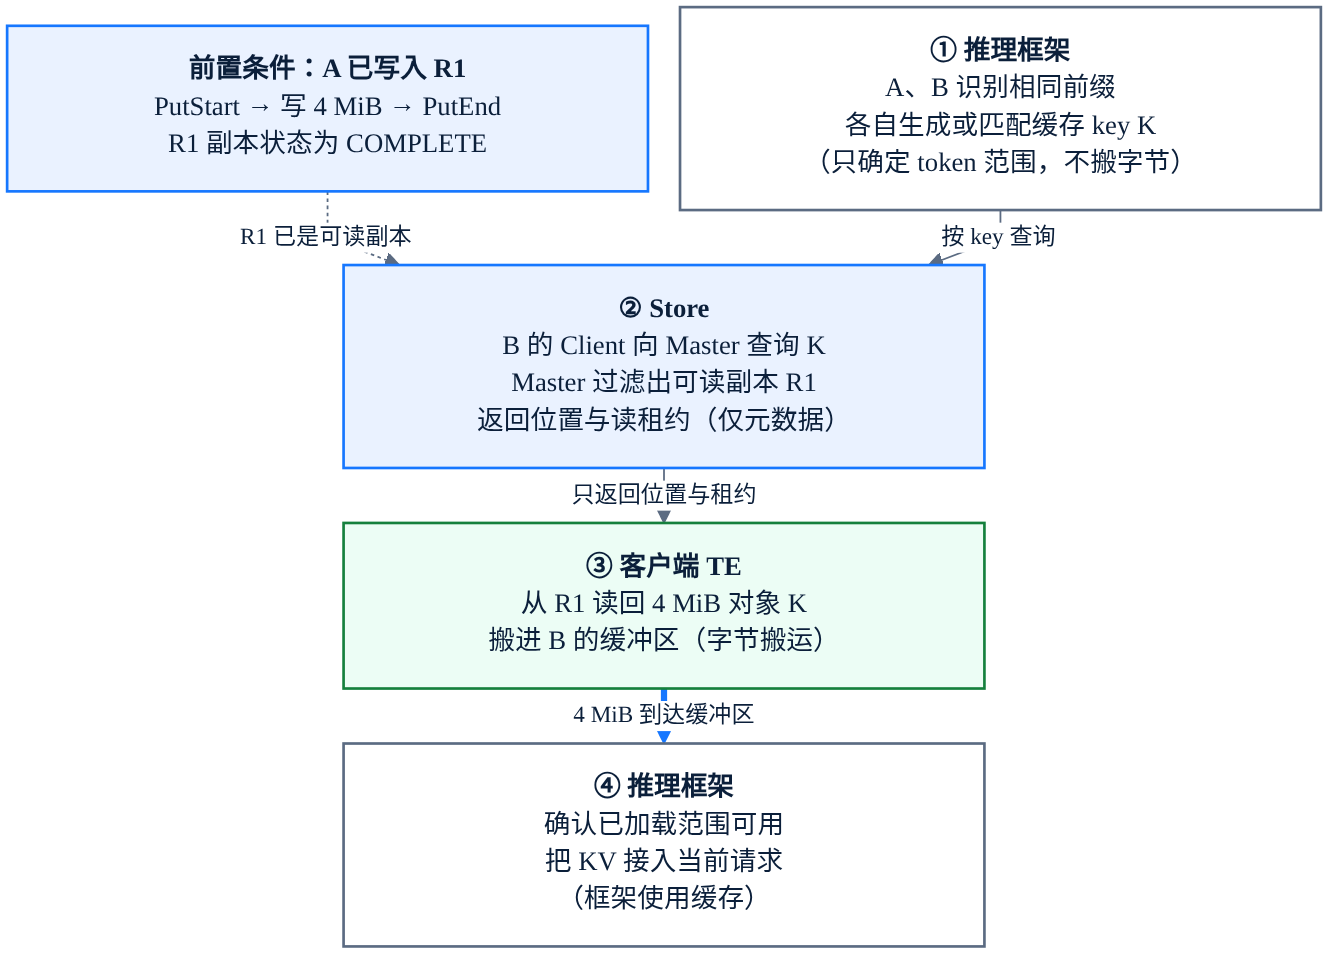 前置条件：A 已写入 R1
PutStart → 写 4 MiB → PutEnd
R1 副本状态为 COMPLETE
① 推理框架
A、B 识别相同前缀
各自生成或匹配缓存 key K
（只确定 token 范围，不搬字节）
R1 已是可读副本
按 key 查询
② Store
B 的 Client 向 Master 查询 K
Master 过滤出可读副本 R1
返回位置与读租约（仅元数据）
只返回位置与租约
③ 客户端 TE
从 R1 读回 4 MiB 对象 K
搬进 B 的缓冲区（字节搬运）
4 MiB 到达缓冲区
④ 推理框架
确认已加载范围可用
把 KV 接入当前请求
（框架使用缓存）